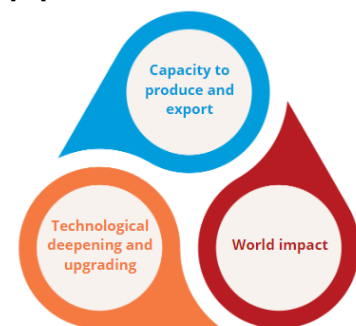 Capacity to
produce and
export
Technological
deepening and
upgrading
World impact